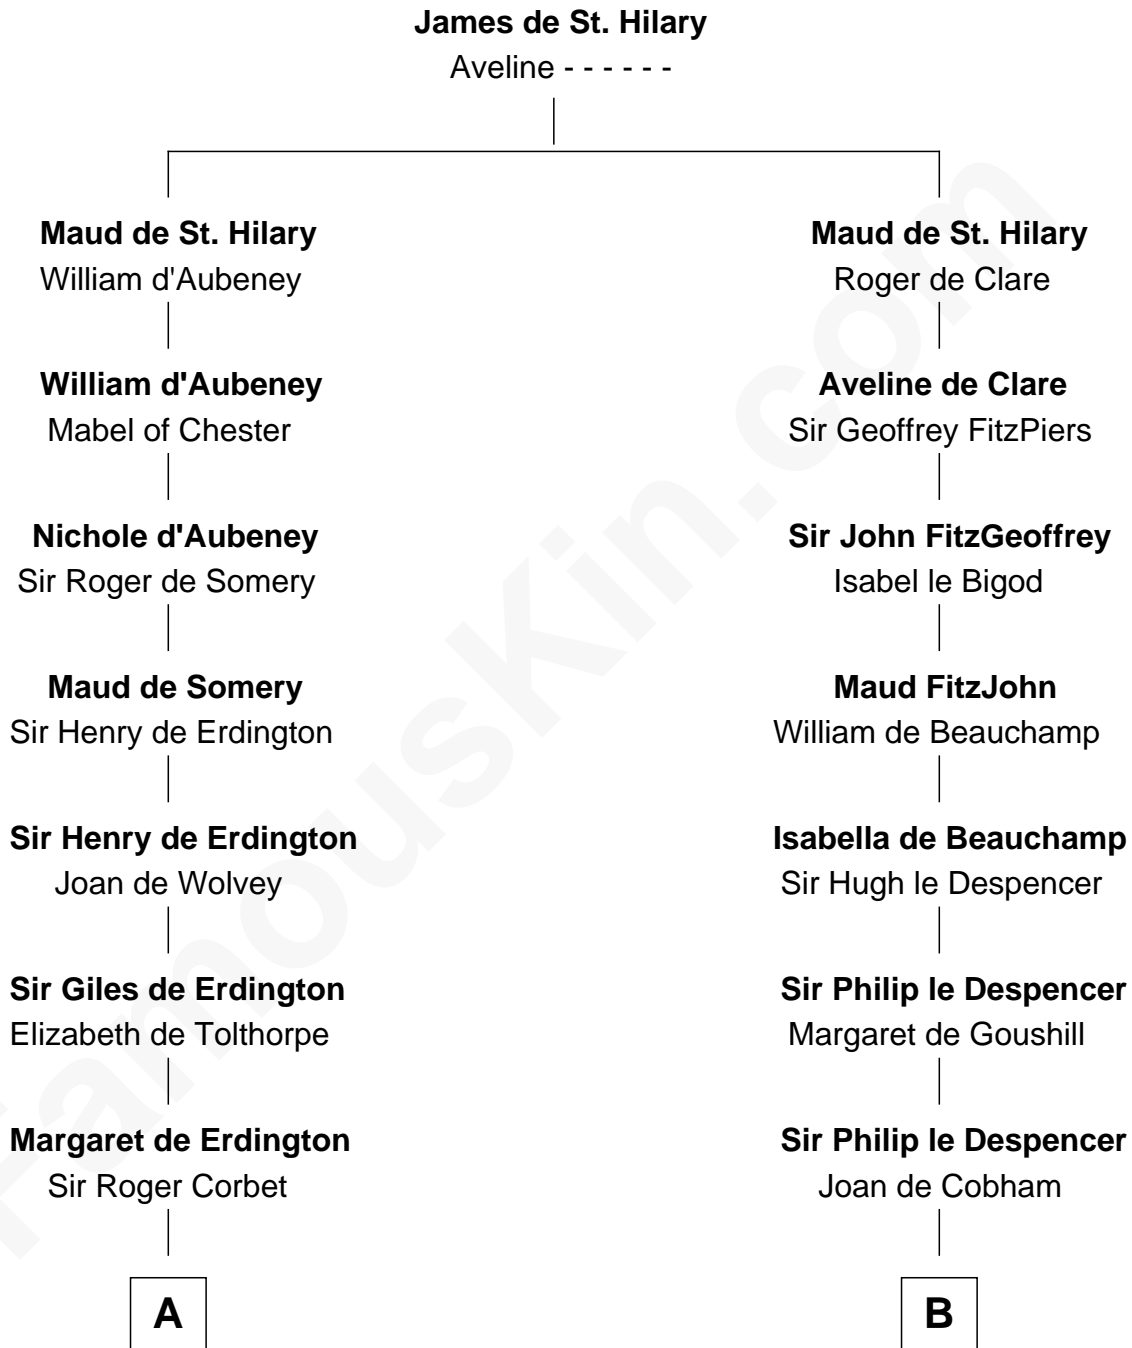 James de St. Hilary
Aveline - - - - - -
Maud de St. Hilary
William d'Aubeney
Maud de St. Hilary
Roger de Clare
William d'Aubeney
Mabel of Chester
Aveline de Clare
Sir Geoffrey FitzPiers
Nichole d'Aubeney
Sir Roger de Somery
Sir John FitzGeoffrey
Isabel le Bigod
Maud de Somery
Sir Henry de Erdington
Maud FitzJohn
William de Beauchamp
Sir Henry de Erdington
Joan de Wolvey
Isabella de Beauchamp
Sir Hugh le Despencer
Sir Giles de Erdington
Elizabeth de Tolthorpe
Sir Philip le Despencer
Margaret de Goushill
Margaret de Erdington
Sir Roger Corbet
Sir Philip le Despencer
Joan de Cobham
A
B
FamousKin.com